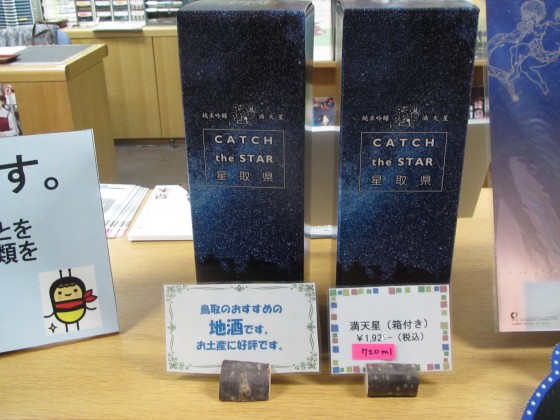 す。
とを
類を
純米吟醸 満天星
CATCH
the STAR
星取県
純米吟醸 満天星
CATCH
the STAR
星取県
鳥取のおすすめの
地酒です。
お土産に好評です。
満天星（箱付き）
（税込）
720ml